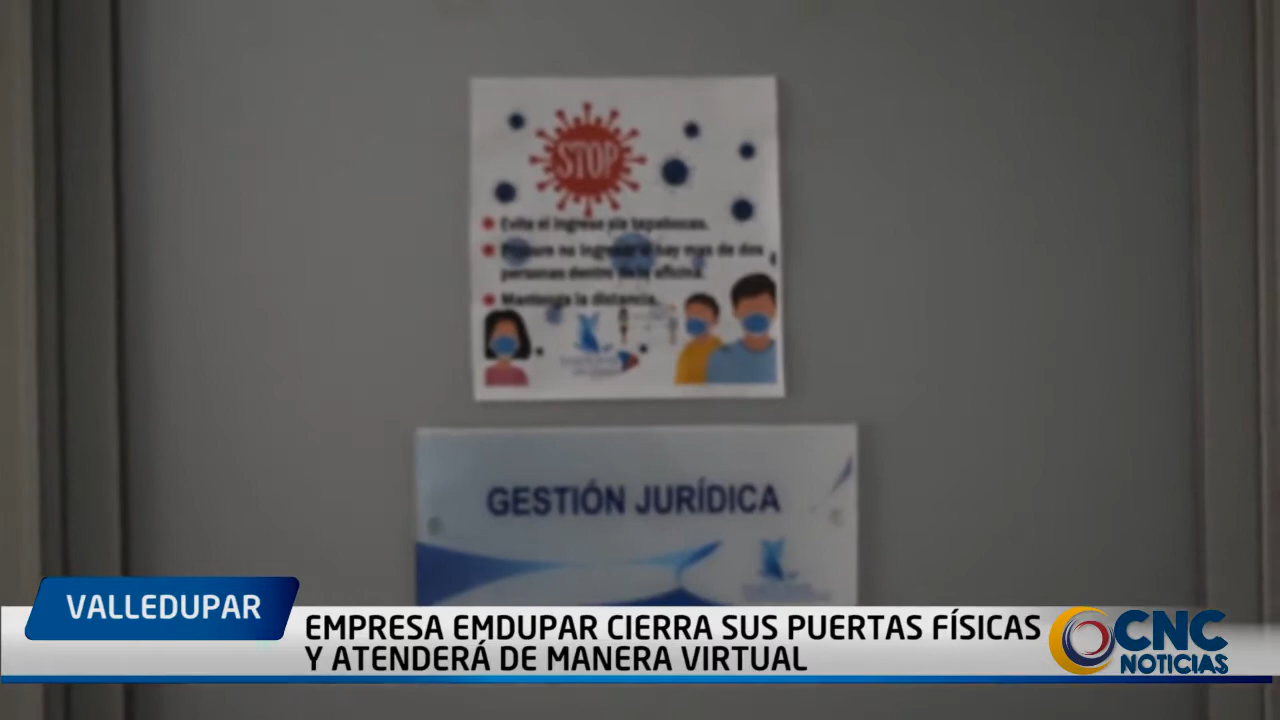 STOP
Evite el ingreso sin tapabocas.
Procure no ingresar si hay mas de dos
personas dentro de la oficina.
Mantenga la distancia.
GESTIÓN JURÍDICA
VALLEDUPAR
EMPRESA EMDUPAR CIERRA SUS PUERTAS FÍSICAS
Y ATENDERÁ DE MANERA VIRTUAL
CNC
NOTICIAS